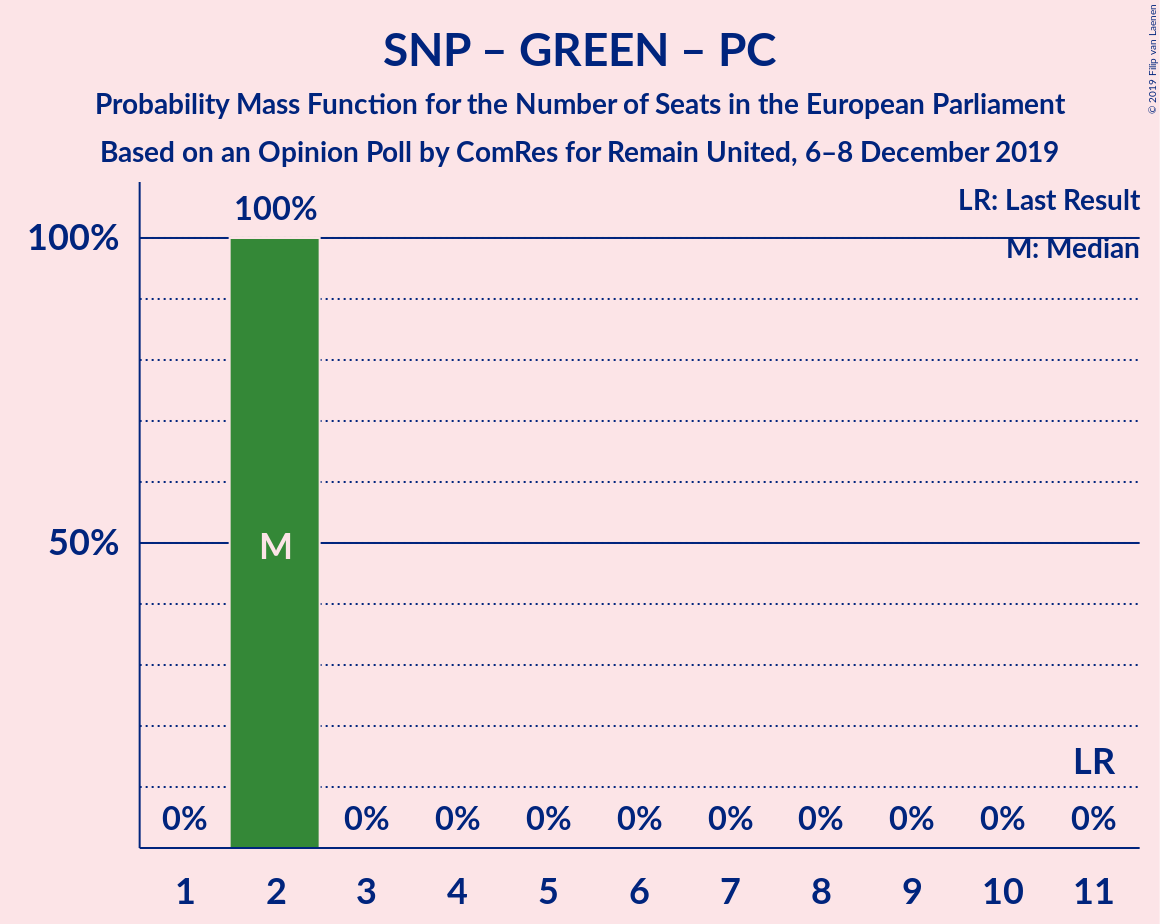 SNP – GREEN – PC
Probability Mass Function for the Number of Seats in the European Parliament
Based on an Opinion Poll by ComRes for Remain United, 6–8 December 2019
© 2019 Filip van Laenen
LR: Last Result
M: Median
100%
100%
50%
M
LR
0% 0% 0% 0% 0% 0% 0% 0% 0% 0%
1 2 3 4 5 6 7 8 9 10 11